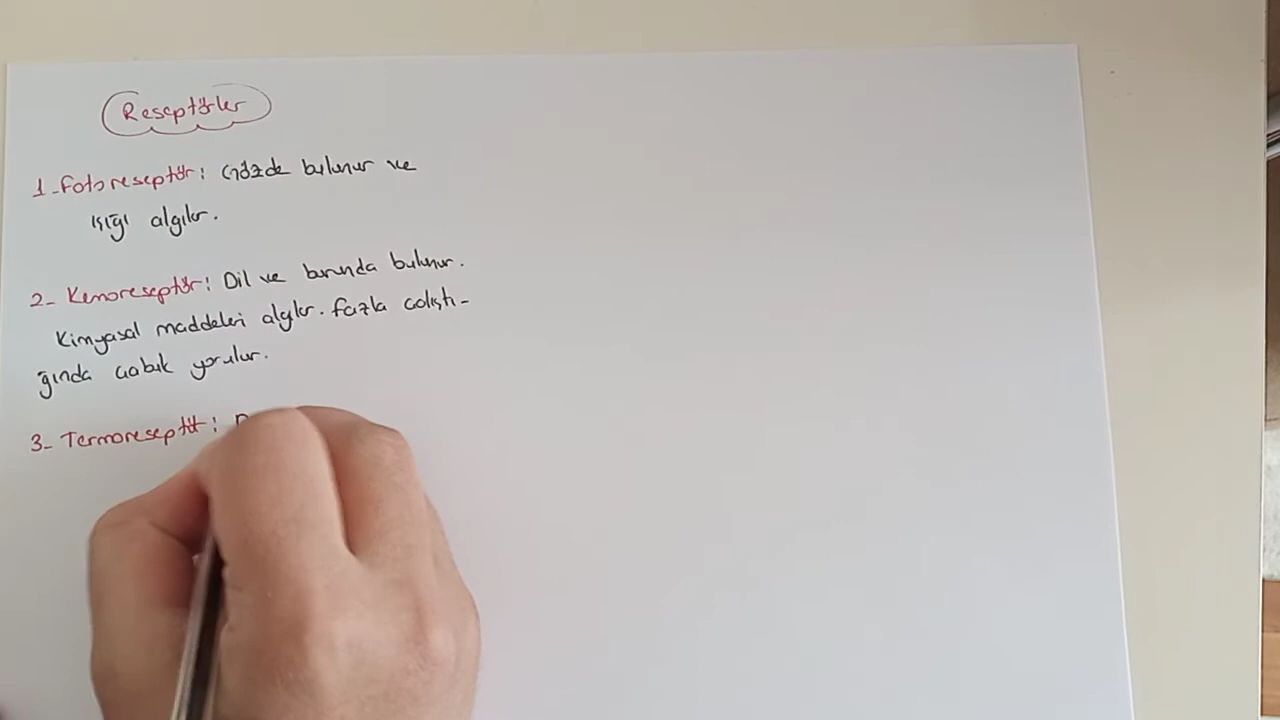 Reseptörler
1-Fotoreseptör: Gözde bulunur ve
ışığı algılar.
2- Kemoreseptör: Dil ve burunda bulunur.
Kimyasal maddeleri algılar. fazla çalıştı-
ğında çabuk yorulur.
3- Termoreseptör: